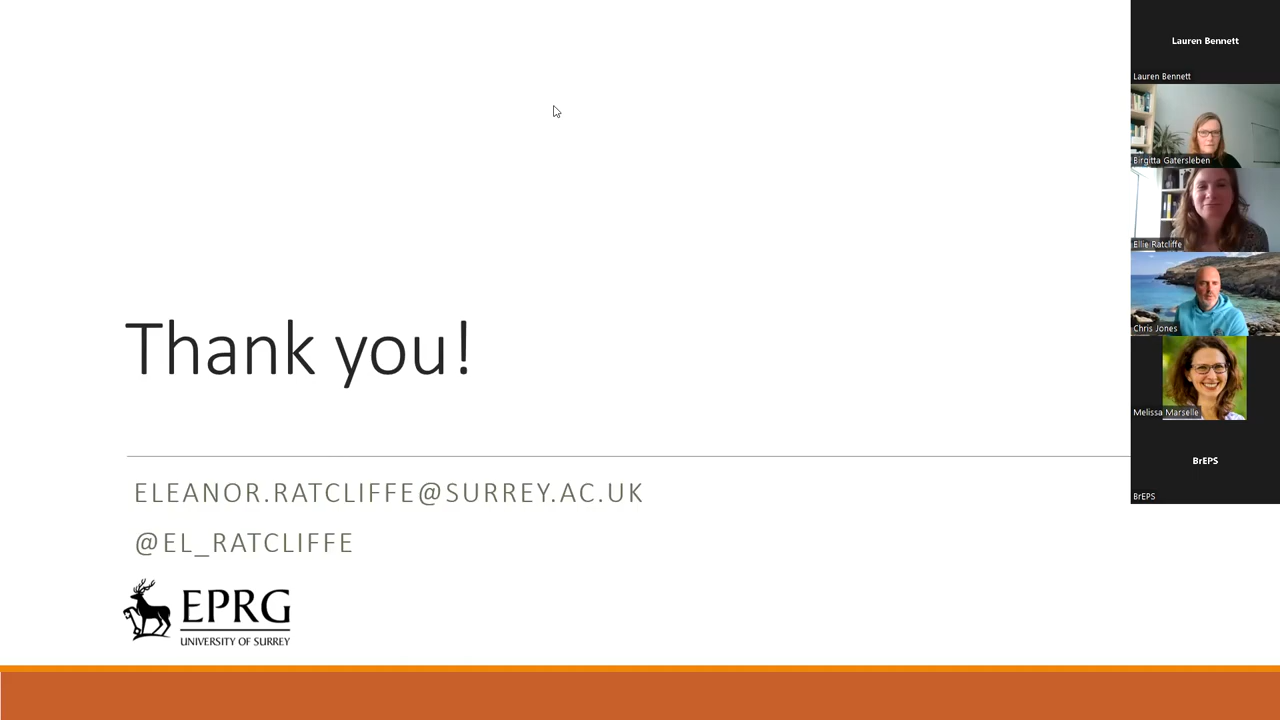 Thank you!
ELEANOR.RATCLIFFE@SURREY.AC.UK
@EL_RATCLIFFE
EPRG
UNIVERSITY OF SURREY
Lauren Bennett
Lauren Bennett
Birgitta Gatersleben
Ellie Ratcliffe
Chris Jones
Melissa Marselle
BrEPS
BrEPS